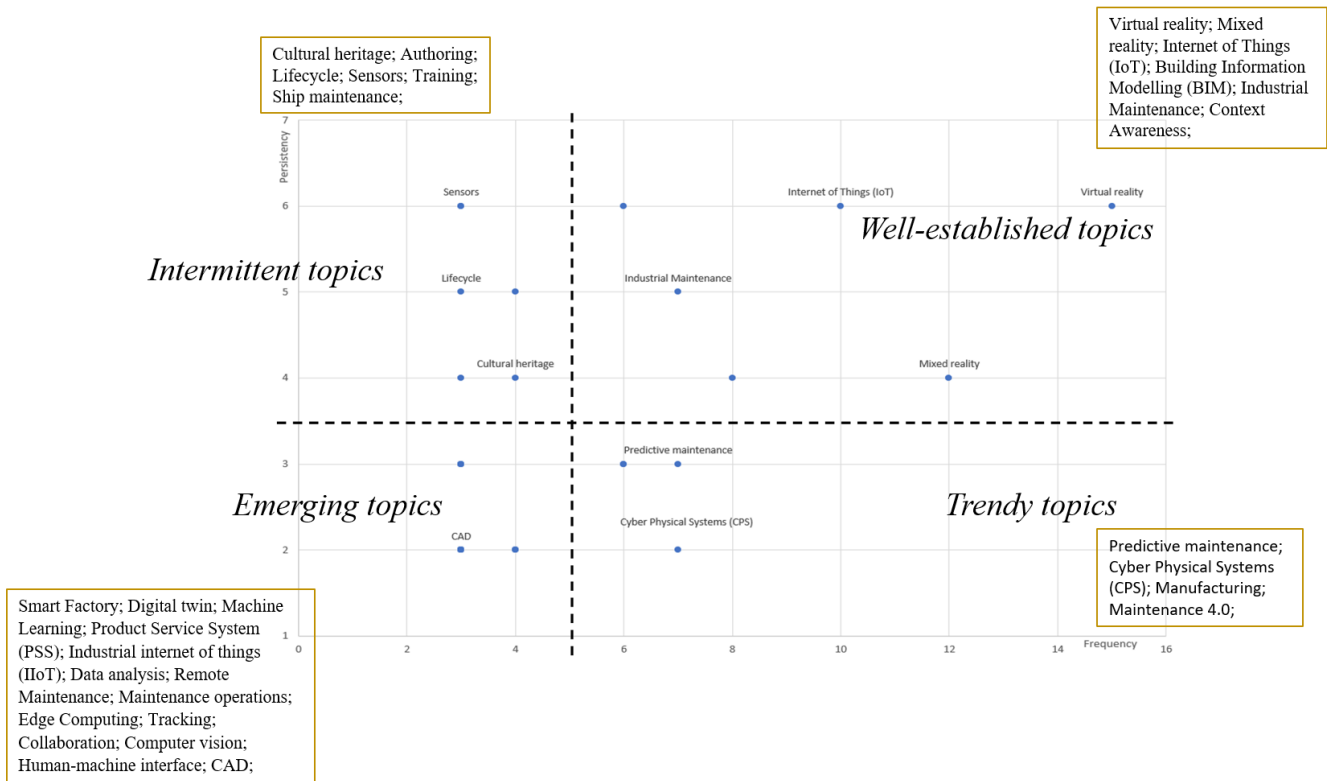 Cultural heritage; Authoring;
Lifecycle; Sensors; Training;
Ship maintenance;
Virtual reality; Mixed
reality; Internet of Things
(IoT); Building Information
Modelling (BIM); Industrial
Maintenance; Context
Awareness;
7
Persistency
Sensors
Internet of Things (IoT)
Virtual reality
6
Well-established topics
Intermittent topics
Lifecycle
Industrial Maintenance
5
Cultural heritage
Mixed reality
4
Predictive maintenance
3
Emerging topics
Trendy topics
Cyber Physical Systems (CPS)
CAD
2
Predictive maintenance;
Cyber Physical Systems
(CPS); Manufacturing;
Maintenance 4.0;
Smart Factory; Digital twin; Machine
Learning; Product Service System
(PSS); Industrial internet of things
(IIoT); Data analysis; Remote
Maintenance; Maintenance operations;
Edge Computing; Tracking;
Collaboration; Computer vision;
Human-machine interface; CAD;
1
0 2 4 6 8 10 12 14 16
Frequency